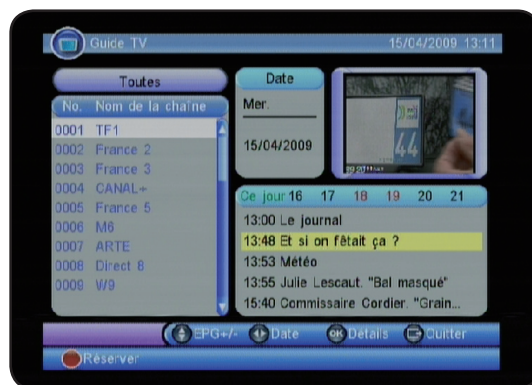 Guide TV 15/04/2009 13:11
Toutes
No. Nom de la chaîne
0001 TF1
0002 France 2
0003 France 3
0004 CANAL+
0005 France 5
0006 M6
0007 ARTE
0008 Direct 8
0009 W9
Date
Mer.
15/04/2009
44
Ce jour 16 17 18 19 20 21
13:00 Le journal
13:48 Et si on fêtait ça ?
13:53 Météo
13:55 Julie Lescaut. "Bal masqué"
15:40 Commissaire Cordier. "Grain...
EPG+/- Date OK Détails Quitter
Réserver